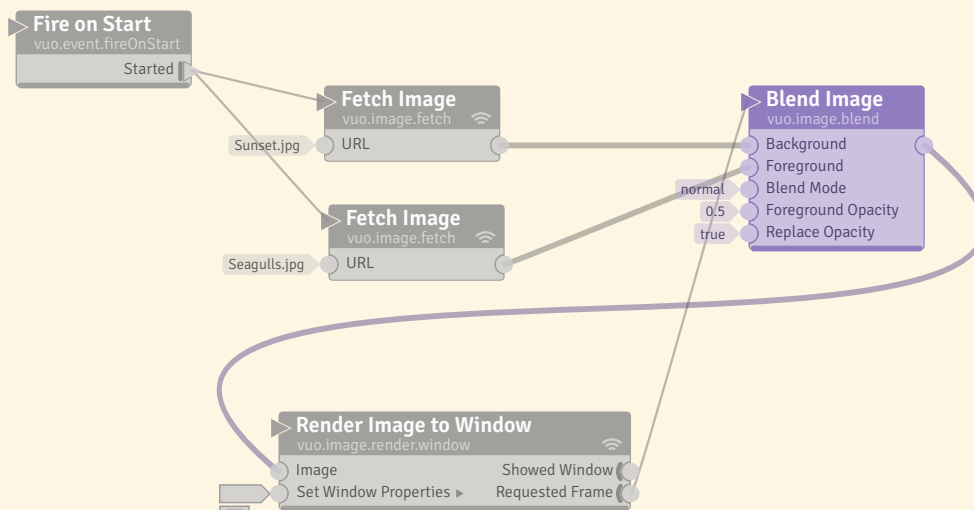 Fire on Start
vuo.event.fireOnStart
Started
Fetch Image
vuo.image.fetch
Sunset.jpg
URL
Fetch Image
vuo.image.fetch
Seagulls.jpg
URL
Blend Image
vuo.image.blend
Background
Foreground
normal
Blend Mode
0.5
Foreground Opacity
true
Replace Opacity
Render Image to Window
vuo.image.render.window
Image
Showed Window
Set Window Properties ▸
Requested Frame